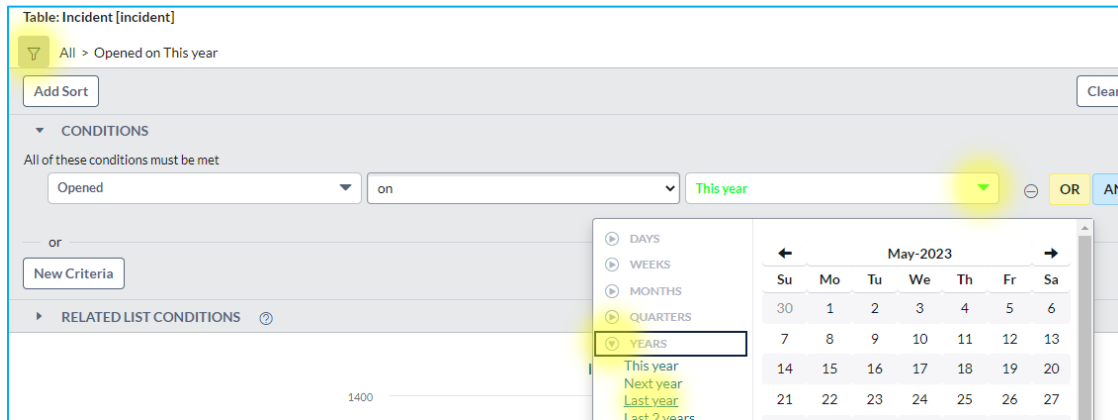 Table: Incident [incident]
All > Opened on This year
Add Sort
Clear
CONDITIONS
All of these conditions must be met
Opened
on
This year
OR
AN
or
New Criteria
RELATED LIST CONDITIONS
DAYS
WEEKS
MONTHS
QUARTERS
YEARS
This year
Next year
Last year
Last 2 years
May-2023
Su Mo Tu We Th Fr Sa
30 1 2 3 4 5 6
7 8 9 10 11 12 13
14 15 16 17 18 19 20
21 22 23 24 25 26 27
1400